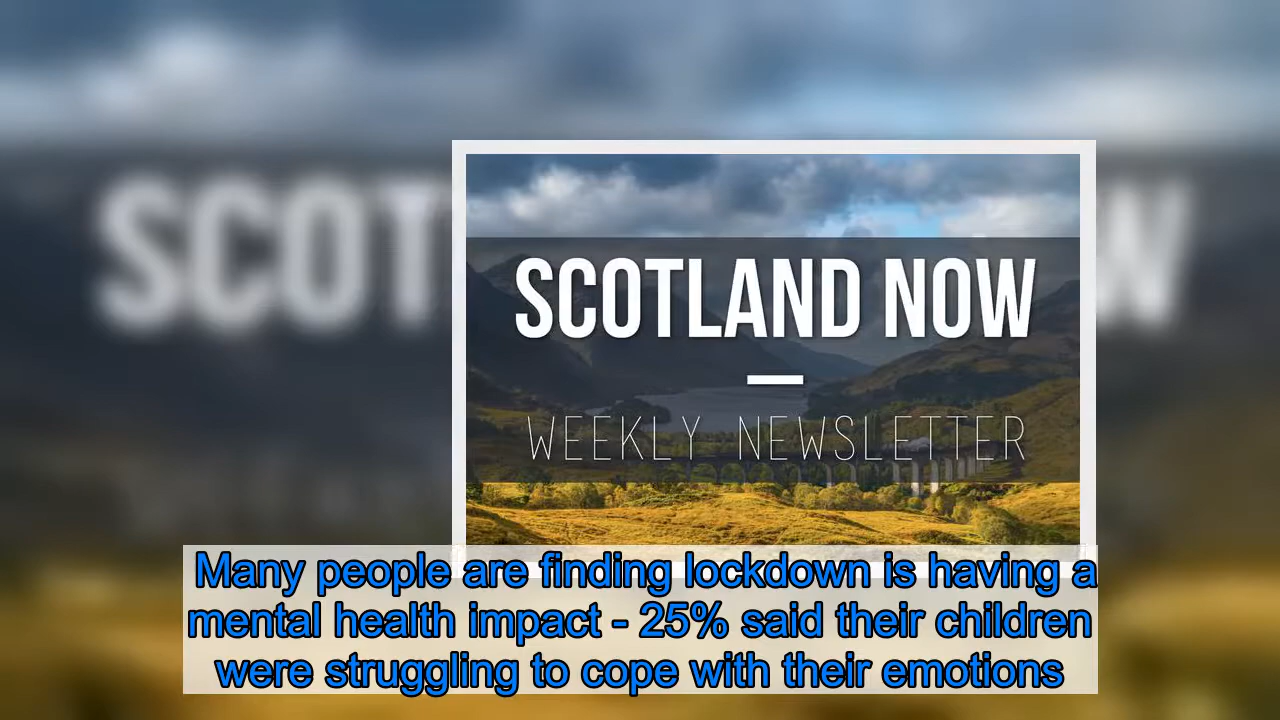 SCOTLAND NOW
WEEKLY NEWSLETTER
Many people are finding lockdown is having a
mental health impact - 25% said their children
were struggling to cope with their emotions